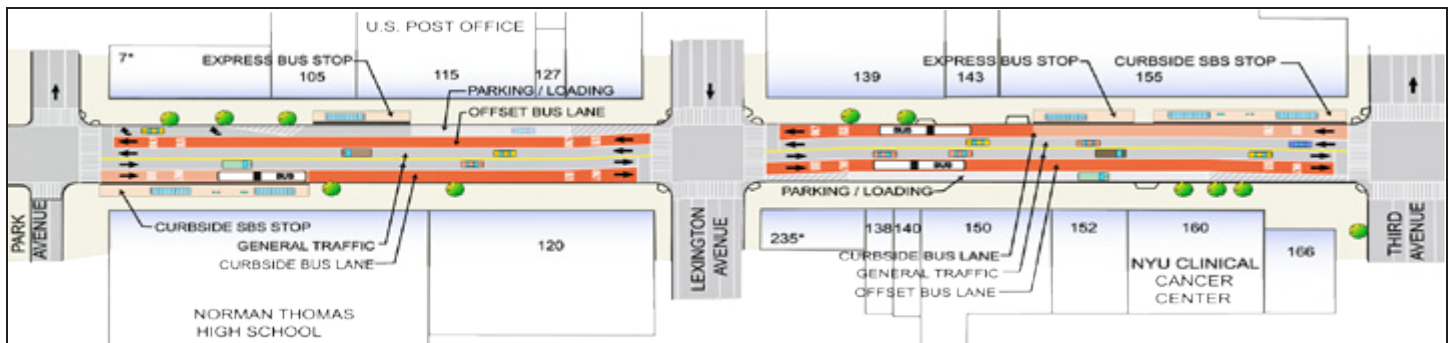 U.S. POST OFFICE
7*
EXPRESS BUS STOP
105
115
127
PARKING / LOADING
OFFSET BUS LANE
139
EXPRESS BUS STOP
143
CURBSIDE SBS STOP
155
BUS
BUS
BUS
PARKING / LOADING
PARK
AVENUE
CURBSIDE SBS STOP
GENERAL TRAFFIC
CURBSIDE BUS LANE
120
NORMAN THOMAS
HIGH SCHOOL
LEXINGTON
AVENUE
235*
138
140
150
152
160
166
CURBSIDE BUS LANE
GENERAL TRAFFIC
OFFSET BUS LANE
NYU CLINICAL
CANCER
CENTER
THIRD
AVENUE